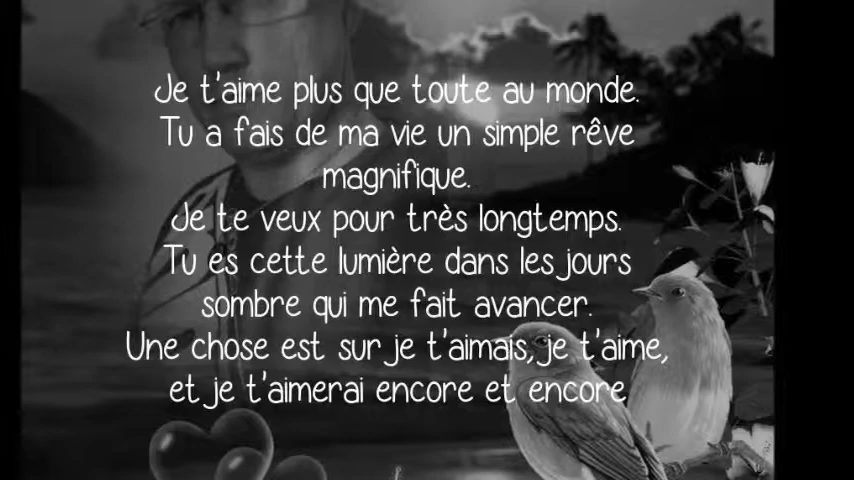 Je t'aime plus que toute au monde.
Tu a fais de ma vie un simple rêve
magnifique.
Je te veux pour très longtemps.
Tu es cette lumière dans les jours
sombre qui me fait avancer.
Une chose est sur je t'aimais, je t'aime,
et je t'aimerai encore et encore